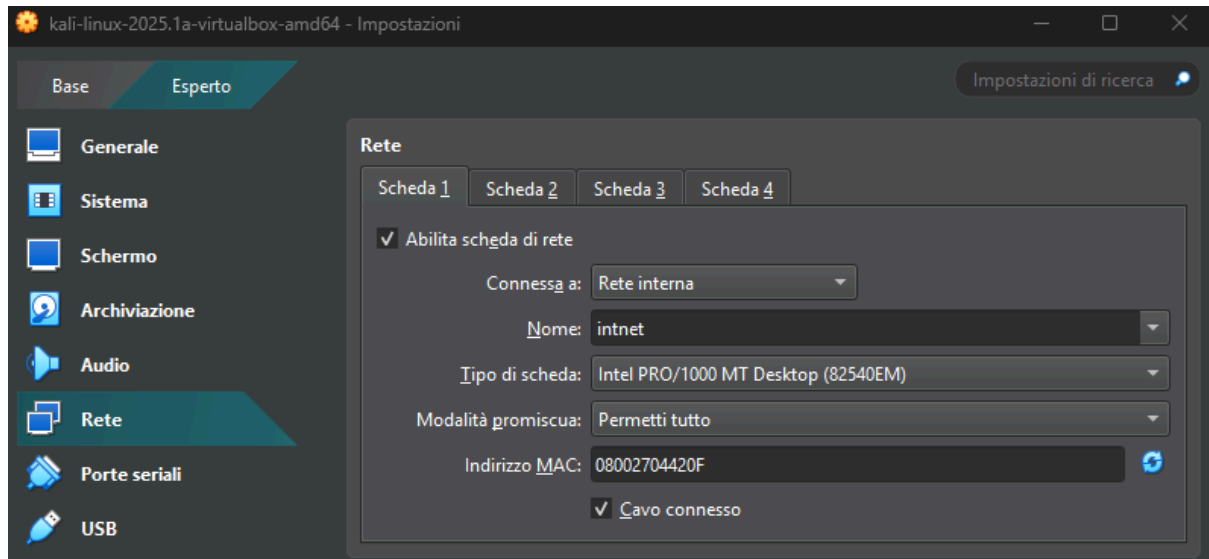 kali-linux-2025.1a-virtualbox-amd64 - Impostazioni
Base Esperto Impostazioni di ricerca
Generale
Sistema
Schermo
Archiviazione
Audio
Rete
Porte seriali
USB
Rete
Scheda 1 Scheda 2 Scheda 3 Scheda 4
Abilita scheda di rete
Connessa a: Rete interna
Nome: intnet
Tipo di scheda: Intel PRO/1000 MT Desktop (82540EM)
Modalità promiscua: Permetti tutto
Indirizzo MAC: 08002704420F
Cavo connesso